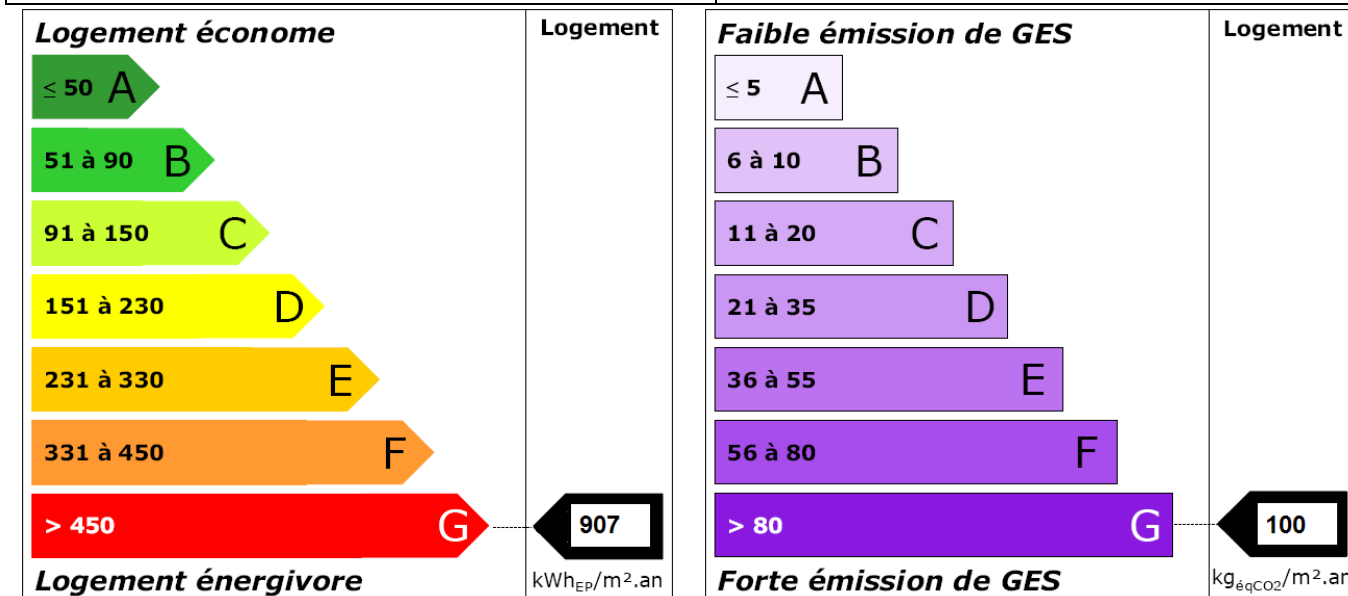 Logement économe
Logement
≤ 50 A
51 à 90 B
91 à 150 C
151 à 230 D
231 à 330 E
331 à 450 F
> 450 G
907
Logement énergivore
kWhEP/m².an
Faible émission de GES
Logement
≤ 5 A
6 à 10 B
11 à 20 C
21 à 35 D
36 à 55 E
56 à 80 F
> 80 G
100
Forte émission de GES
kgéqCO2/m².an